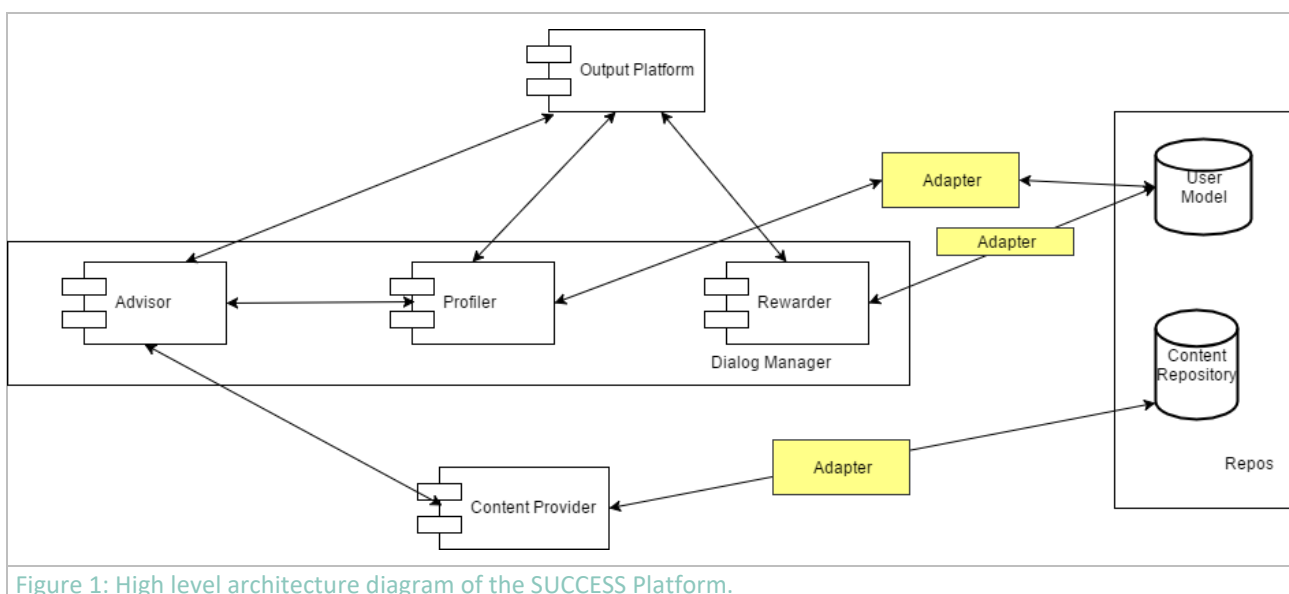 Output Platform
Adapter
User
Model
Adapter
Advisor
Profiler
Rewarder
Dialog Manager
Content
Repository
Adapter
Repos
Content Provider
Figure 1: High level architecture diagram of the SUCCESS Platform.